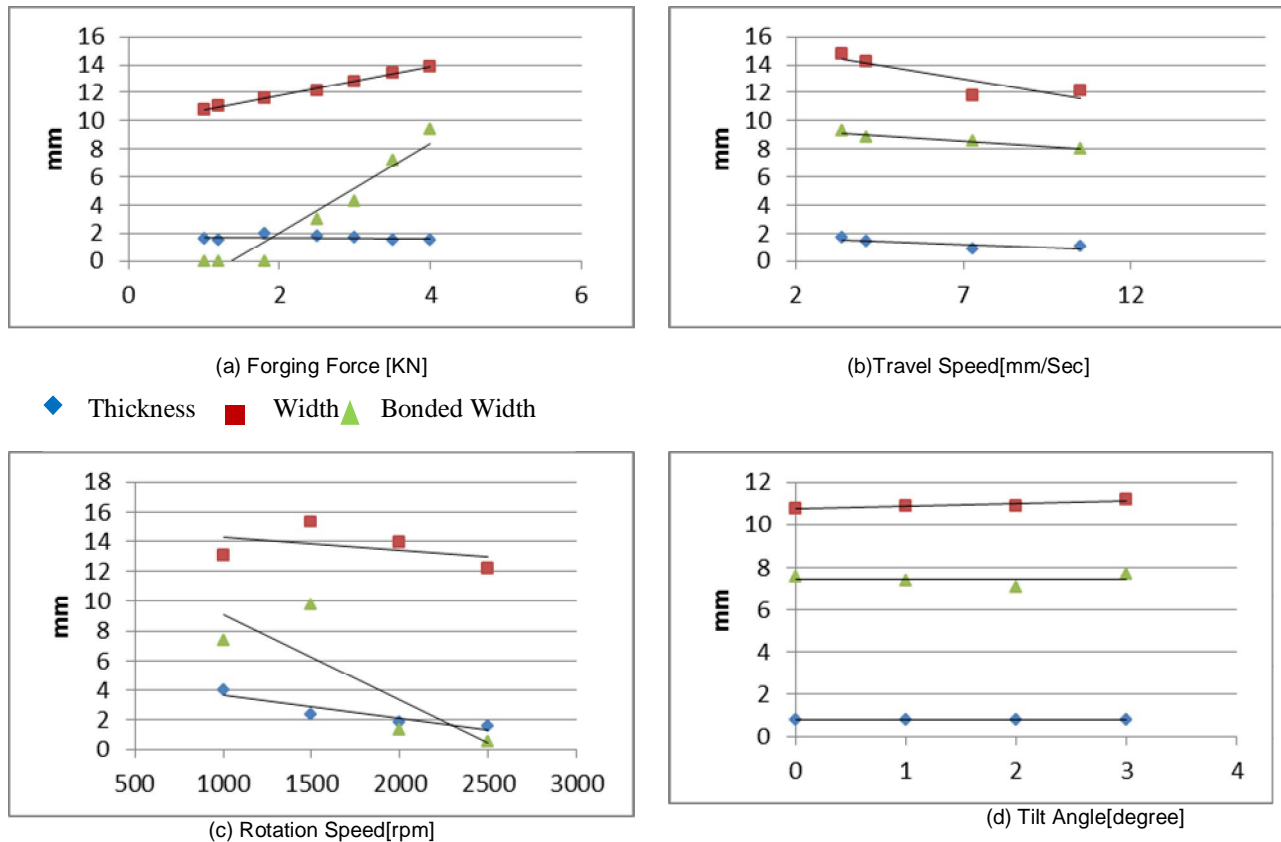 16
14
12
10
8
6
4
2
0
mm
0 2 4 6
(a) Forging Force [KN]
16
14
12
10
8
6
4
2
0
mm
2 7 12
(b)Travel Speed[mm/Sec]
Thickness Width Bonded Width
18
16
14
12
10
8
6
4
2
0
mm
500 1000 1500 2000 2500 3000
(c) Rotation Speed[rpm]
12
10
8
6
4
2
0
mm
0 1 2 3 4
(d) Tilt Angle[degree]